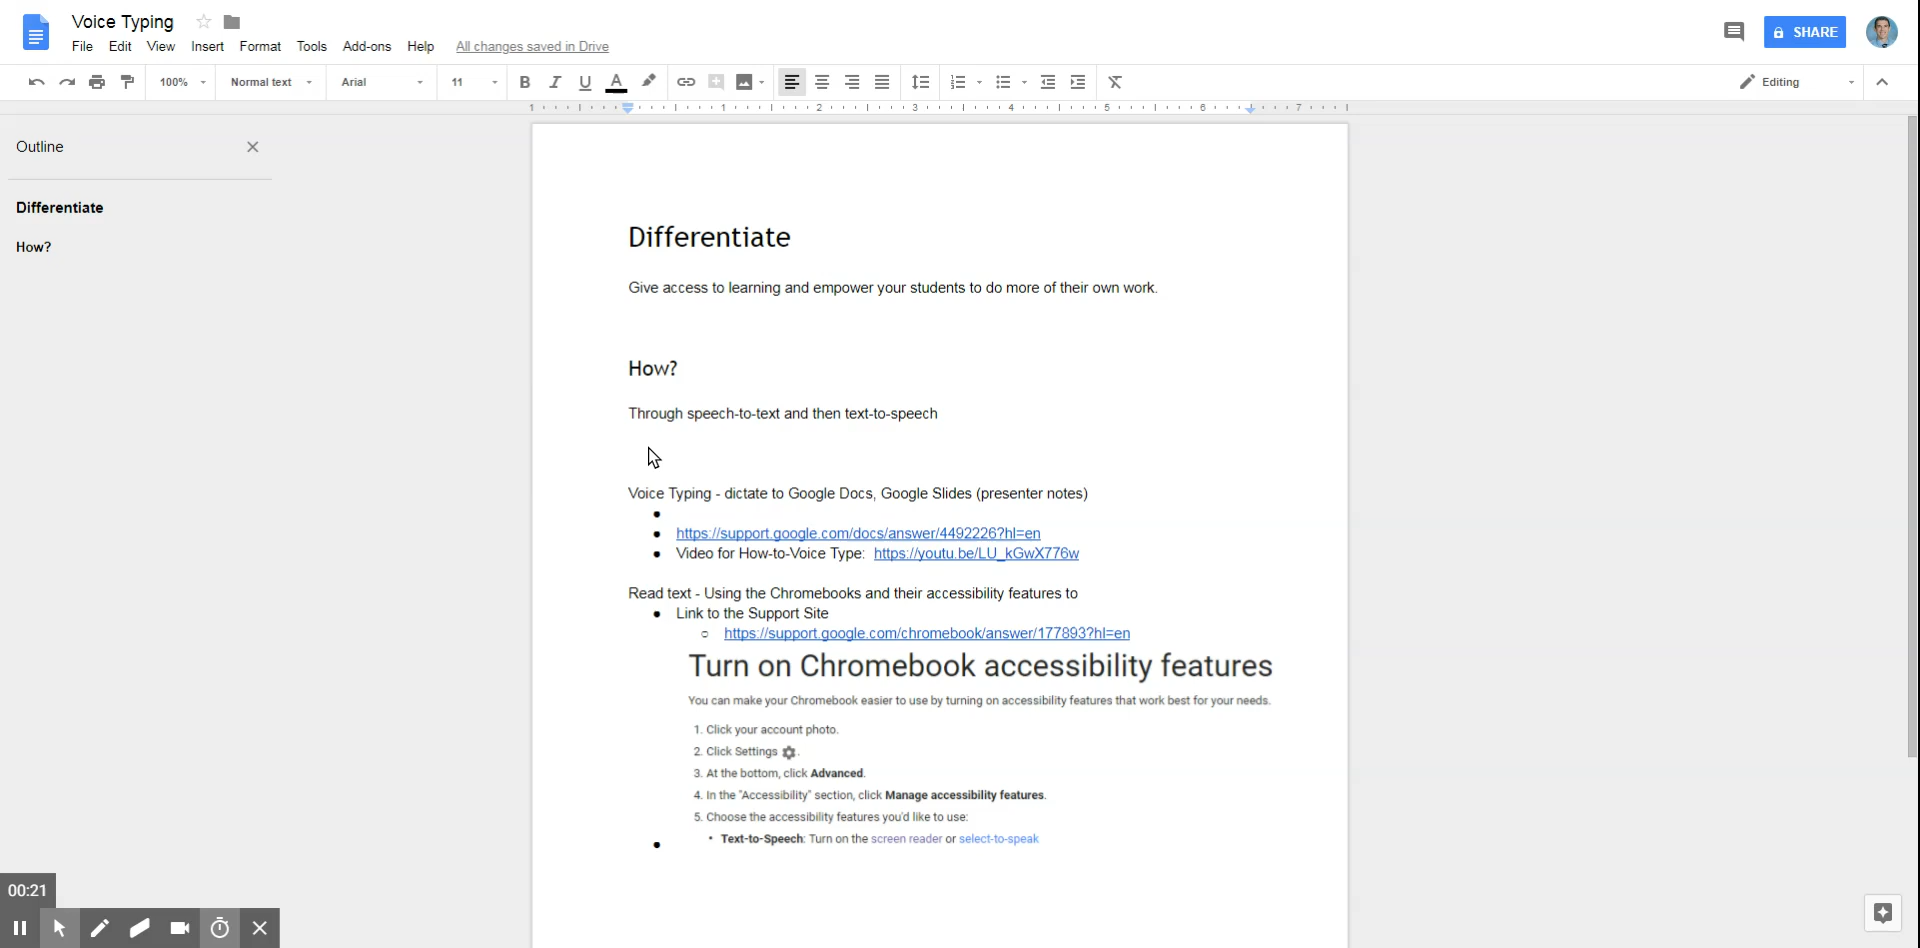 Voice Typing
File Edit View Insert Format Tools Add-ons Help All changes saved in Drive
SHARE
100% Normal text Arial 11 B I U A Editing
1 1 2 3 4 5 6 7
Outline
Differentiate
How?
Differentiate
Give access to learning and empower your students to do more of their own work.
How?
Through speech-to-text and then text-to-speech
Voice Typing - dictate to Google Docs, Google Slides (presenter notes)
https://support.google.com/docs/answer/4492226?hl=en
Video for How-to-Voice Type: https://youtu.be/LU_kGwX776w
Read text - Using the Chromebooks and their accessibility features to
Link to the Support Site
https://support.google.com/chromebook/answer/177893?hl=en
Turn on Chromebook accessibility features
You can make your Chromebook easier to use by turning on accessibility features that work best for your needs.
1. Click your account photo.
2. Click Settings .
3. At the bottom, click Advanced.
4. In the "Accessibility" section, click Manage accessibility features.
5. Choose the accessibility features you'd like to use:
• Text-to-Speech: Turn on the screen reader or select-to-speak
00:21